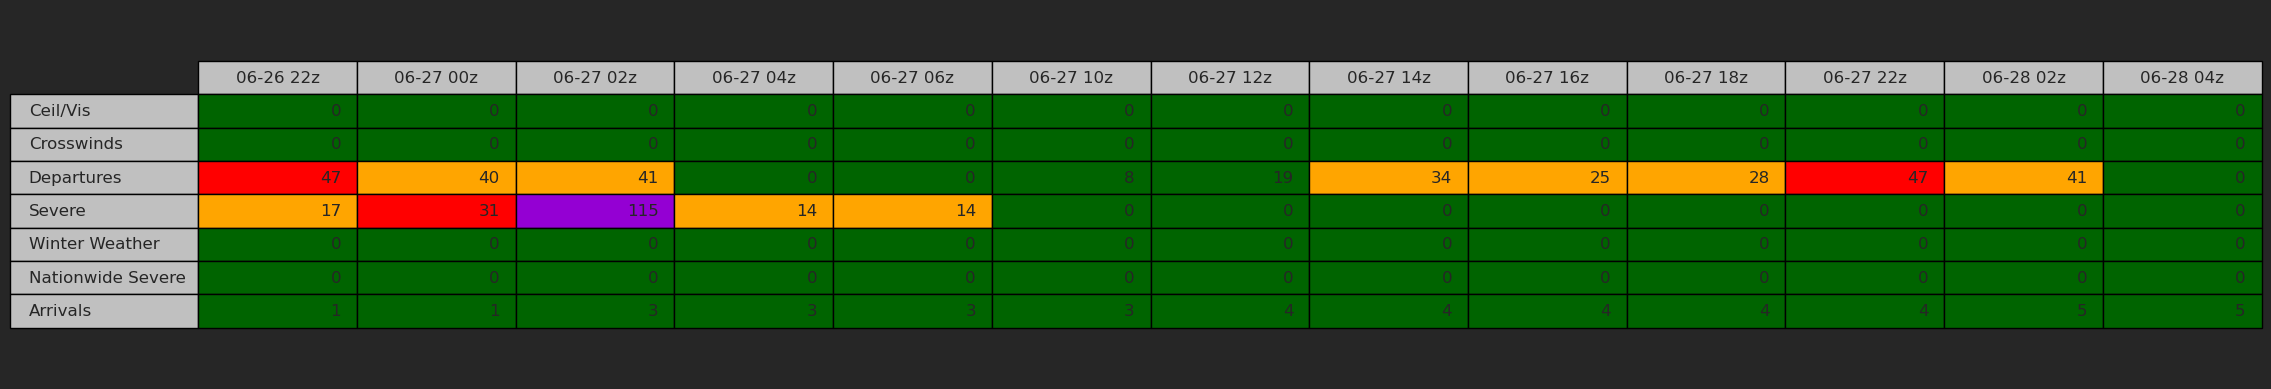 06-26 22z 06-27 00z 06-27 02z 06-27 04z 06-27 06z 06-27 10z 06-27 12z 06-27 14z 06-27 16z 06-27 18z 06-27 22z 06-28 02z 06-28 04z
Ceil/Vis 0 0 0 0 0 0 0 0 0 0 0 0 0
Crosswinds 0 0 0 0 0 0 0 0 0 0 0 0 0
Departures 47 40 41 0 0 8 19 34 25 28 47 41 0
Severe 17 31 115 14 14 0 0 0 0 0 0 0 0
Winter Weather 0 0 0 0 0 0 0 0 0 0 0 0 0
Nationwide Severe 0 0 0 0 0 0 0 0 0 0 0 0 0
Arrivals 1 1 3 3 3 3 4 4 4 4 4 5 5